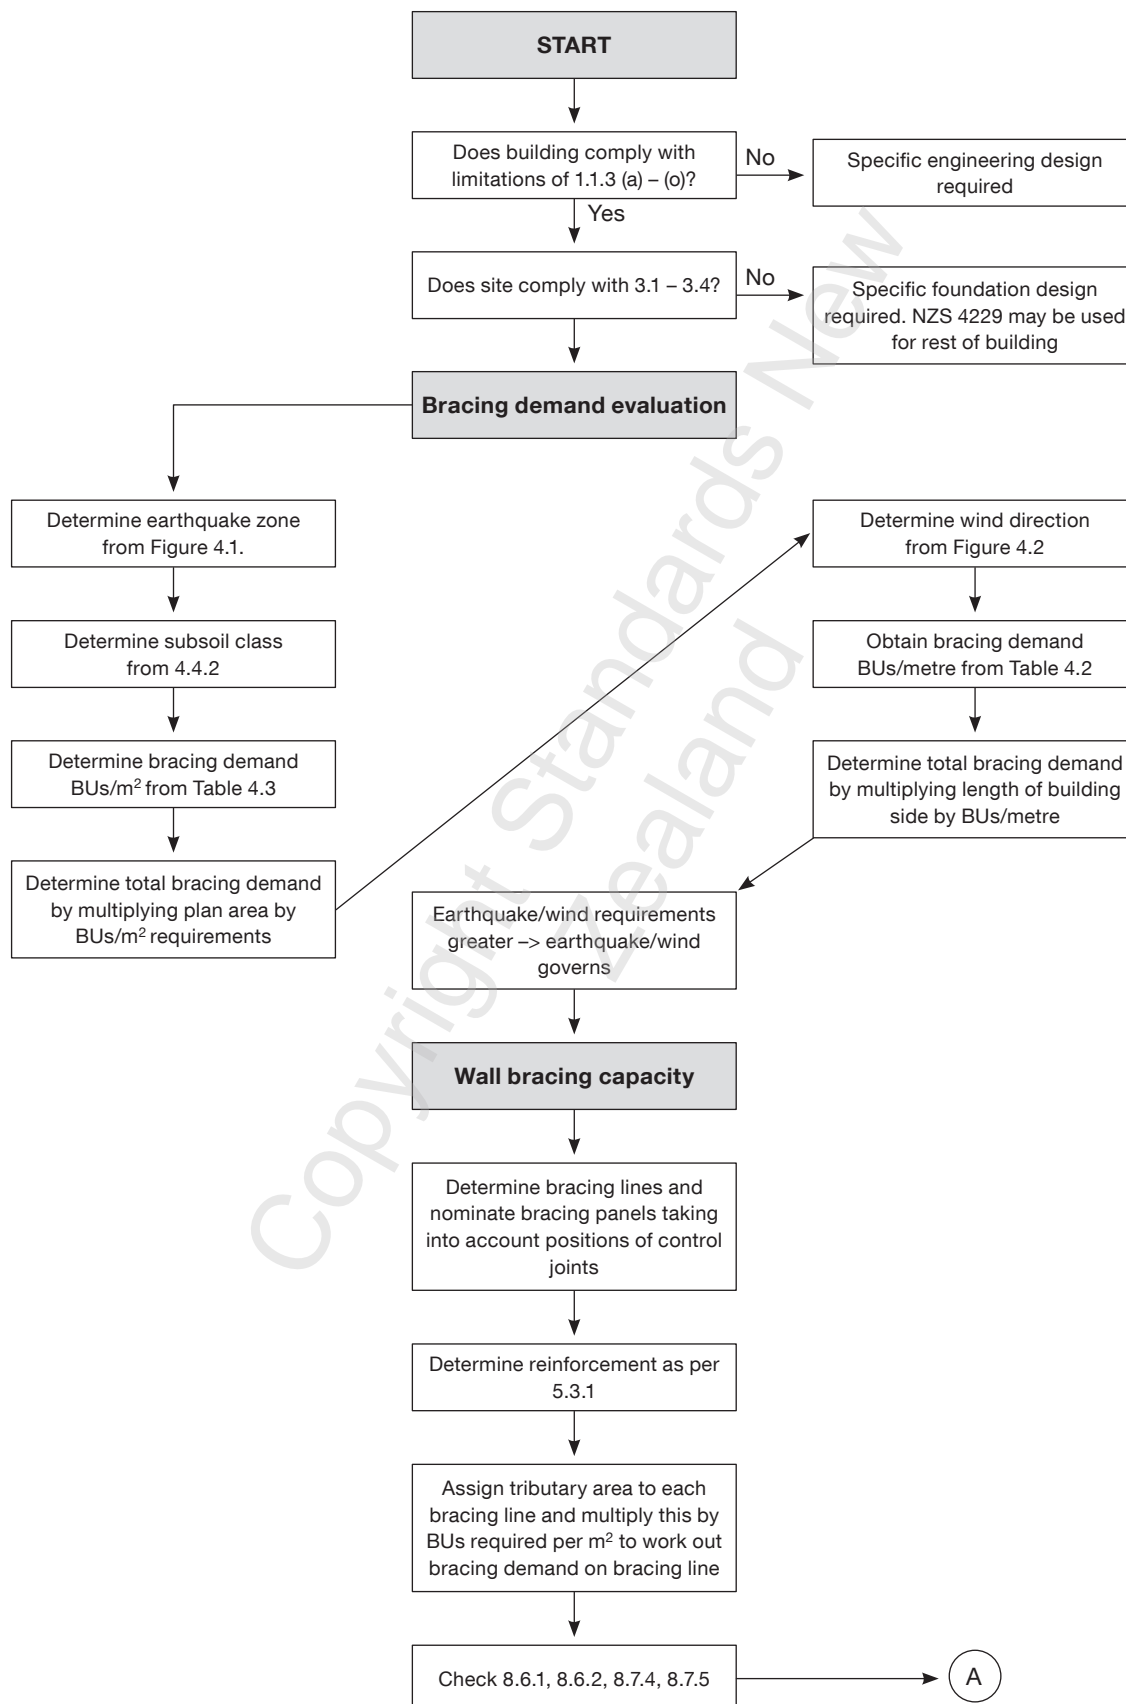 START
Does building comply with
limitations of 1.1.3 (a) – (o)?
No
Specific engineering design
required
Yes
Does site comply with 3.1 – 3.4?
No
Specific foundation design
required. NZS 4229 may be used
for rest of building
Bracing demand evaluation
Determine earthquake zone
from Figure 4.1.
Determine subsoil class
from 4.4.2
Determine bracing demand
BUs/m² from Table 4.3
Determine total bracing demand
by multiplying plan area by
BUs/m² requirements
Determine wind direction
from Figure 4.2
Obtain bracing demand
BUs/metre from Table 4.2
Determine total bracing demand
by multiplying length of building
side by BUs/metre
Earthquake/wind requirements
greater –> earthquake/wind
governs
Wall bracing capacity
Determine bracing lines and
nominate bracing panels taking
into account positions of control
joints
Determine reinforcement as per
5.3.1
Assign tributary area to each
bracing line and multiply this by
BUs required per m² to work out
bracing demand on bracing line
Check 8.6.1, 8.6.2, 8.7.4, 8.7.5
A
Copyright Standards New
Zealand